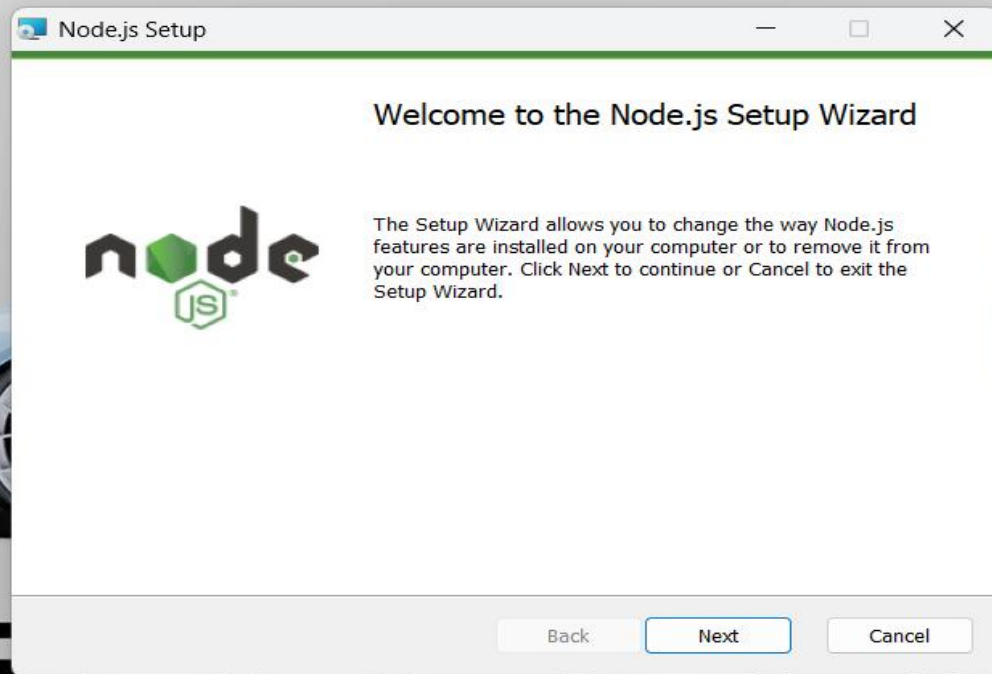 Node.js Setup
Welcome to the Node.js Setup Wizard
The Setup Wizard allows you to change the way Node.js
features are installed on your computer or to remove it from
your computer. Click Next to continue or Cancel to exit the
Setup Wizard.
node
JS
Back
Next
Cancel